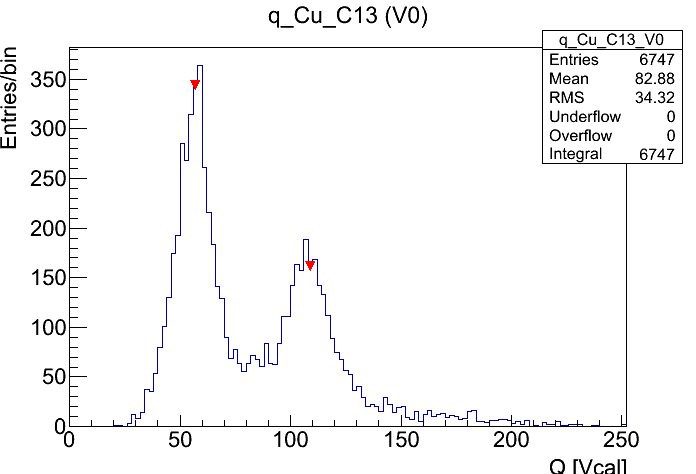 q_Cu_C13 (V0)
q_Cu_C13_V0
Entries 6747
Mean 82.88
RMS 34.32
Underflow 0
Overflow 0
Integral 6747
Entries/bin
350
300
250
200
150
100
50
0
0 50 100 150 200 250
Q [Vcal]